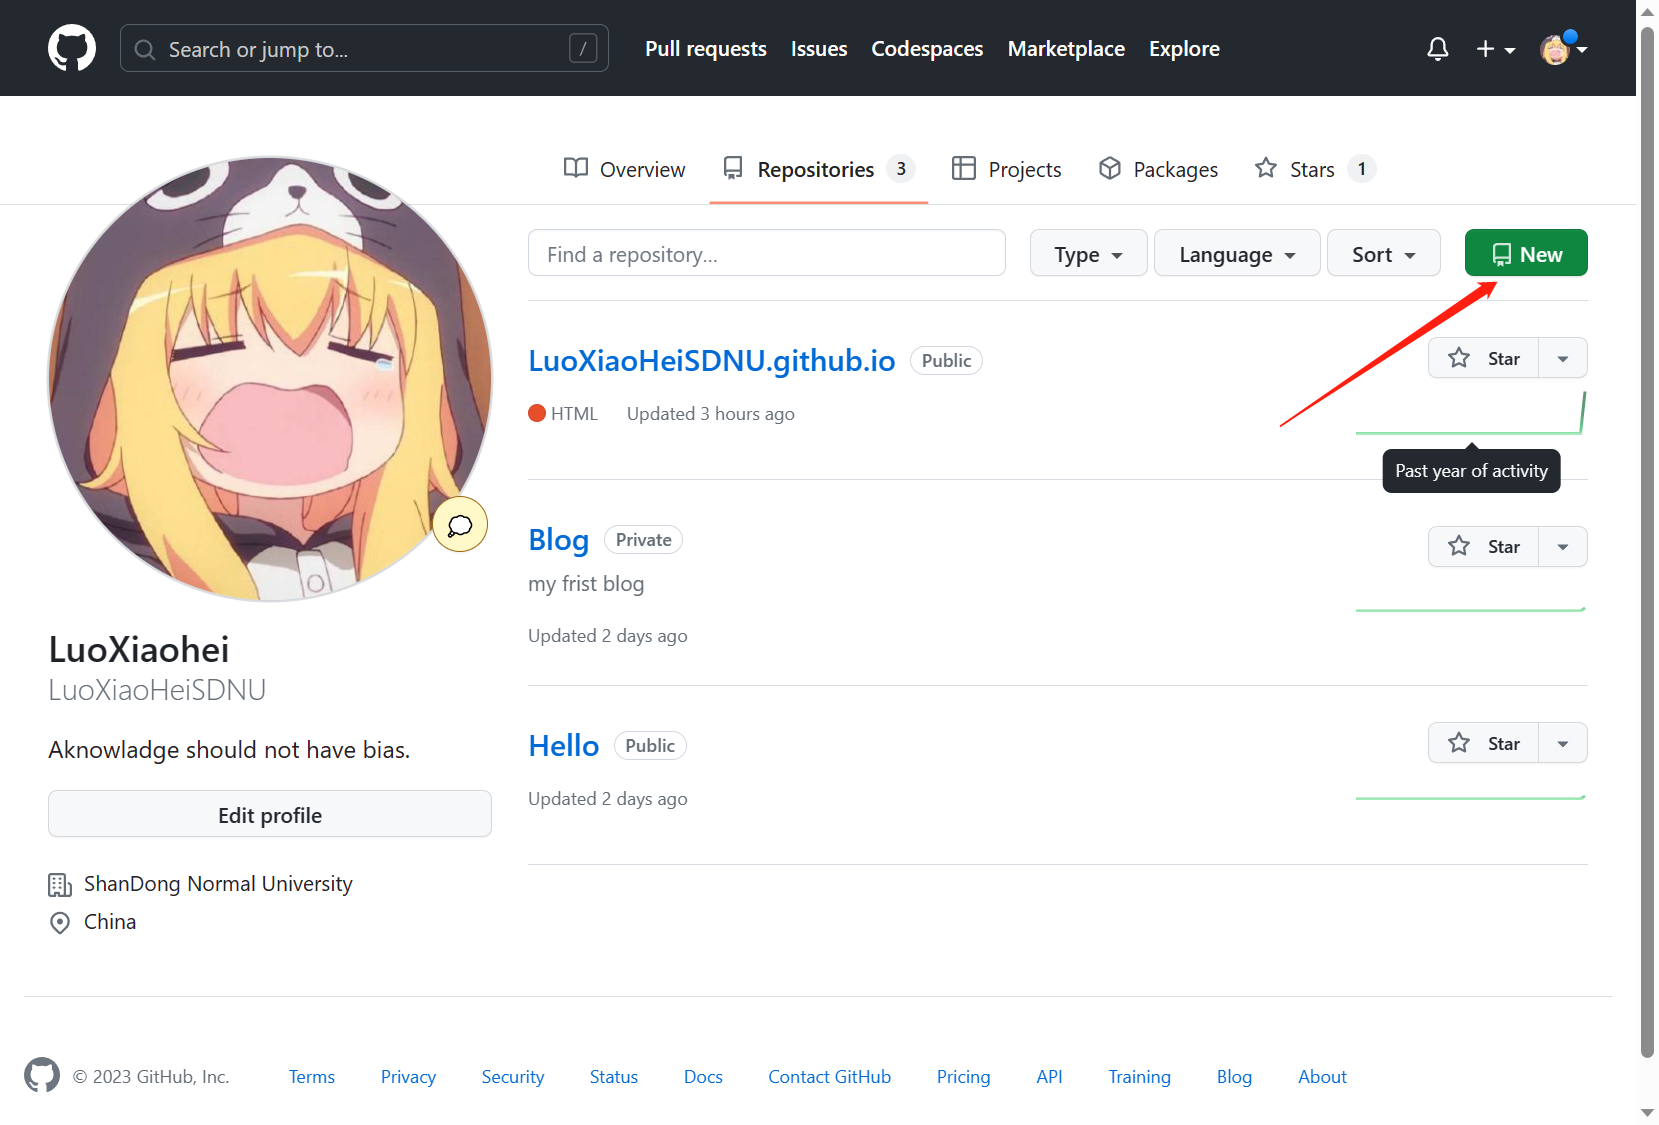 Search or jump to... /
Pull requests Issues Codespaces Marketplace Explore
Overview Repositories 3 Projects Packages Stars 1
Find a repository... Type Language Sort New
LuoXiaoHeiSDNU.github.io Public Star
HTML Updated 3 hours ago
Past year of activity
Blog Private Star
my frist blog
Updated 2 days ago
Hello Public Star
Updated 2 days ago
LuoXiaohei
LuoXiaoHeiSDNU
Aknowladge should not have bias.
Edit profile
ShanDong Normal University
China
© 2023 GitHub, Inc. Terms Privacy Security Status Docs Contact GitHub Pricing API Training Blog About